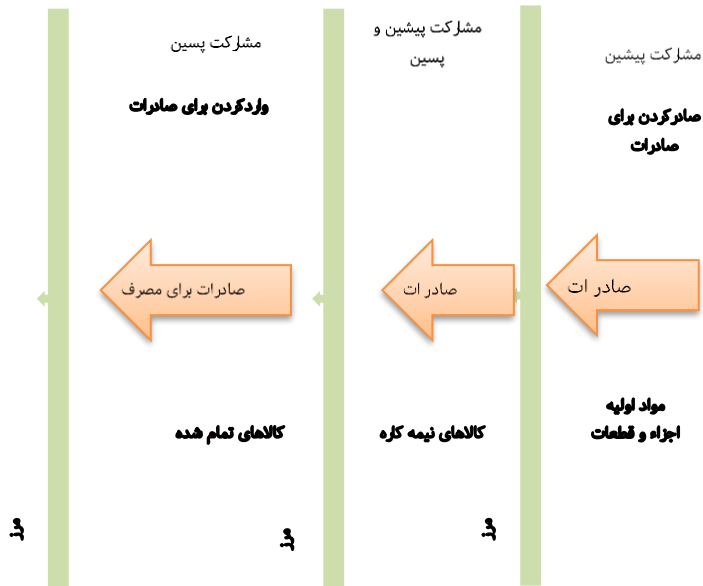 مشارکت پیشین
صادرکردن برای
صادرات
صادر ات
مواد اولیه
اجزاء و قطعات
مرز
مشارکت پیشین و
پسین
صادر ات
کالاهای نیمه کاره
مرز
مشارکت پسین
واردکردن برای صادرات
صادرات برای مصرف
کالاهای تمام شده
مرز